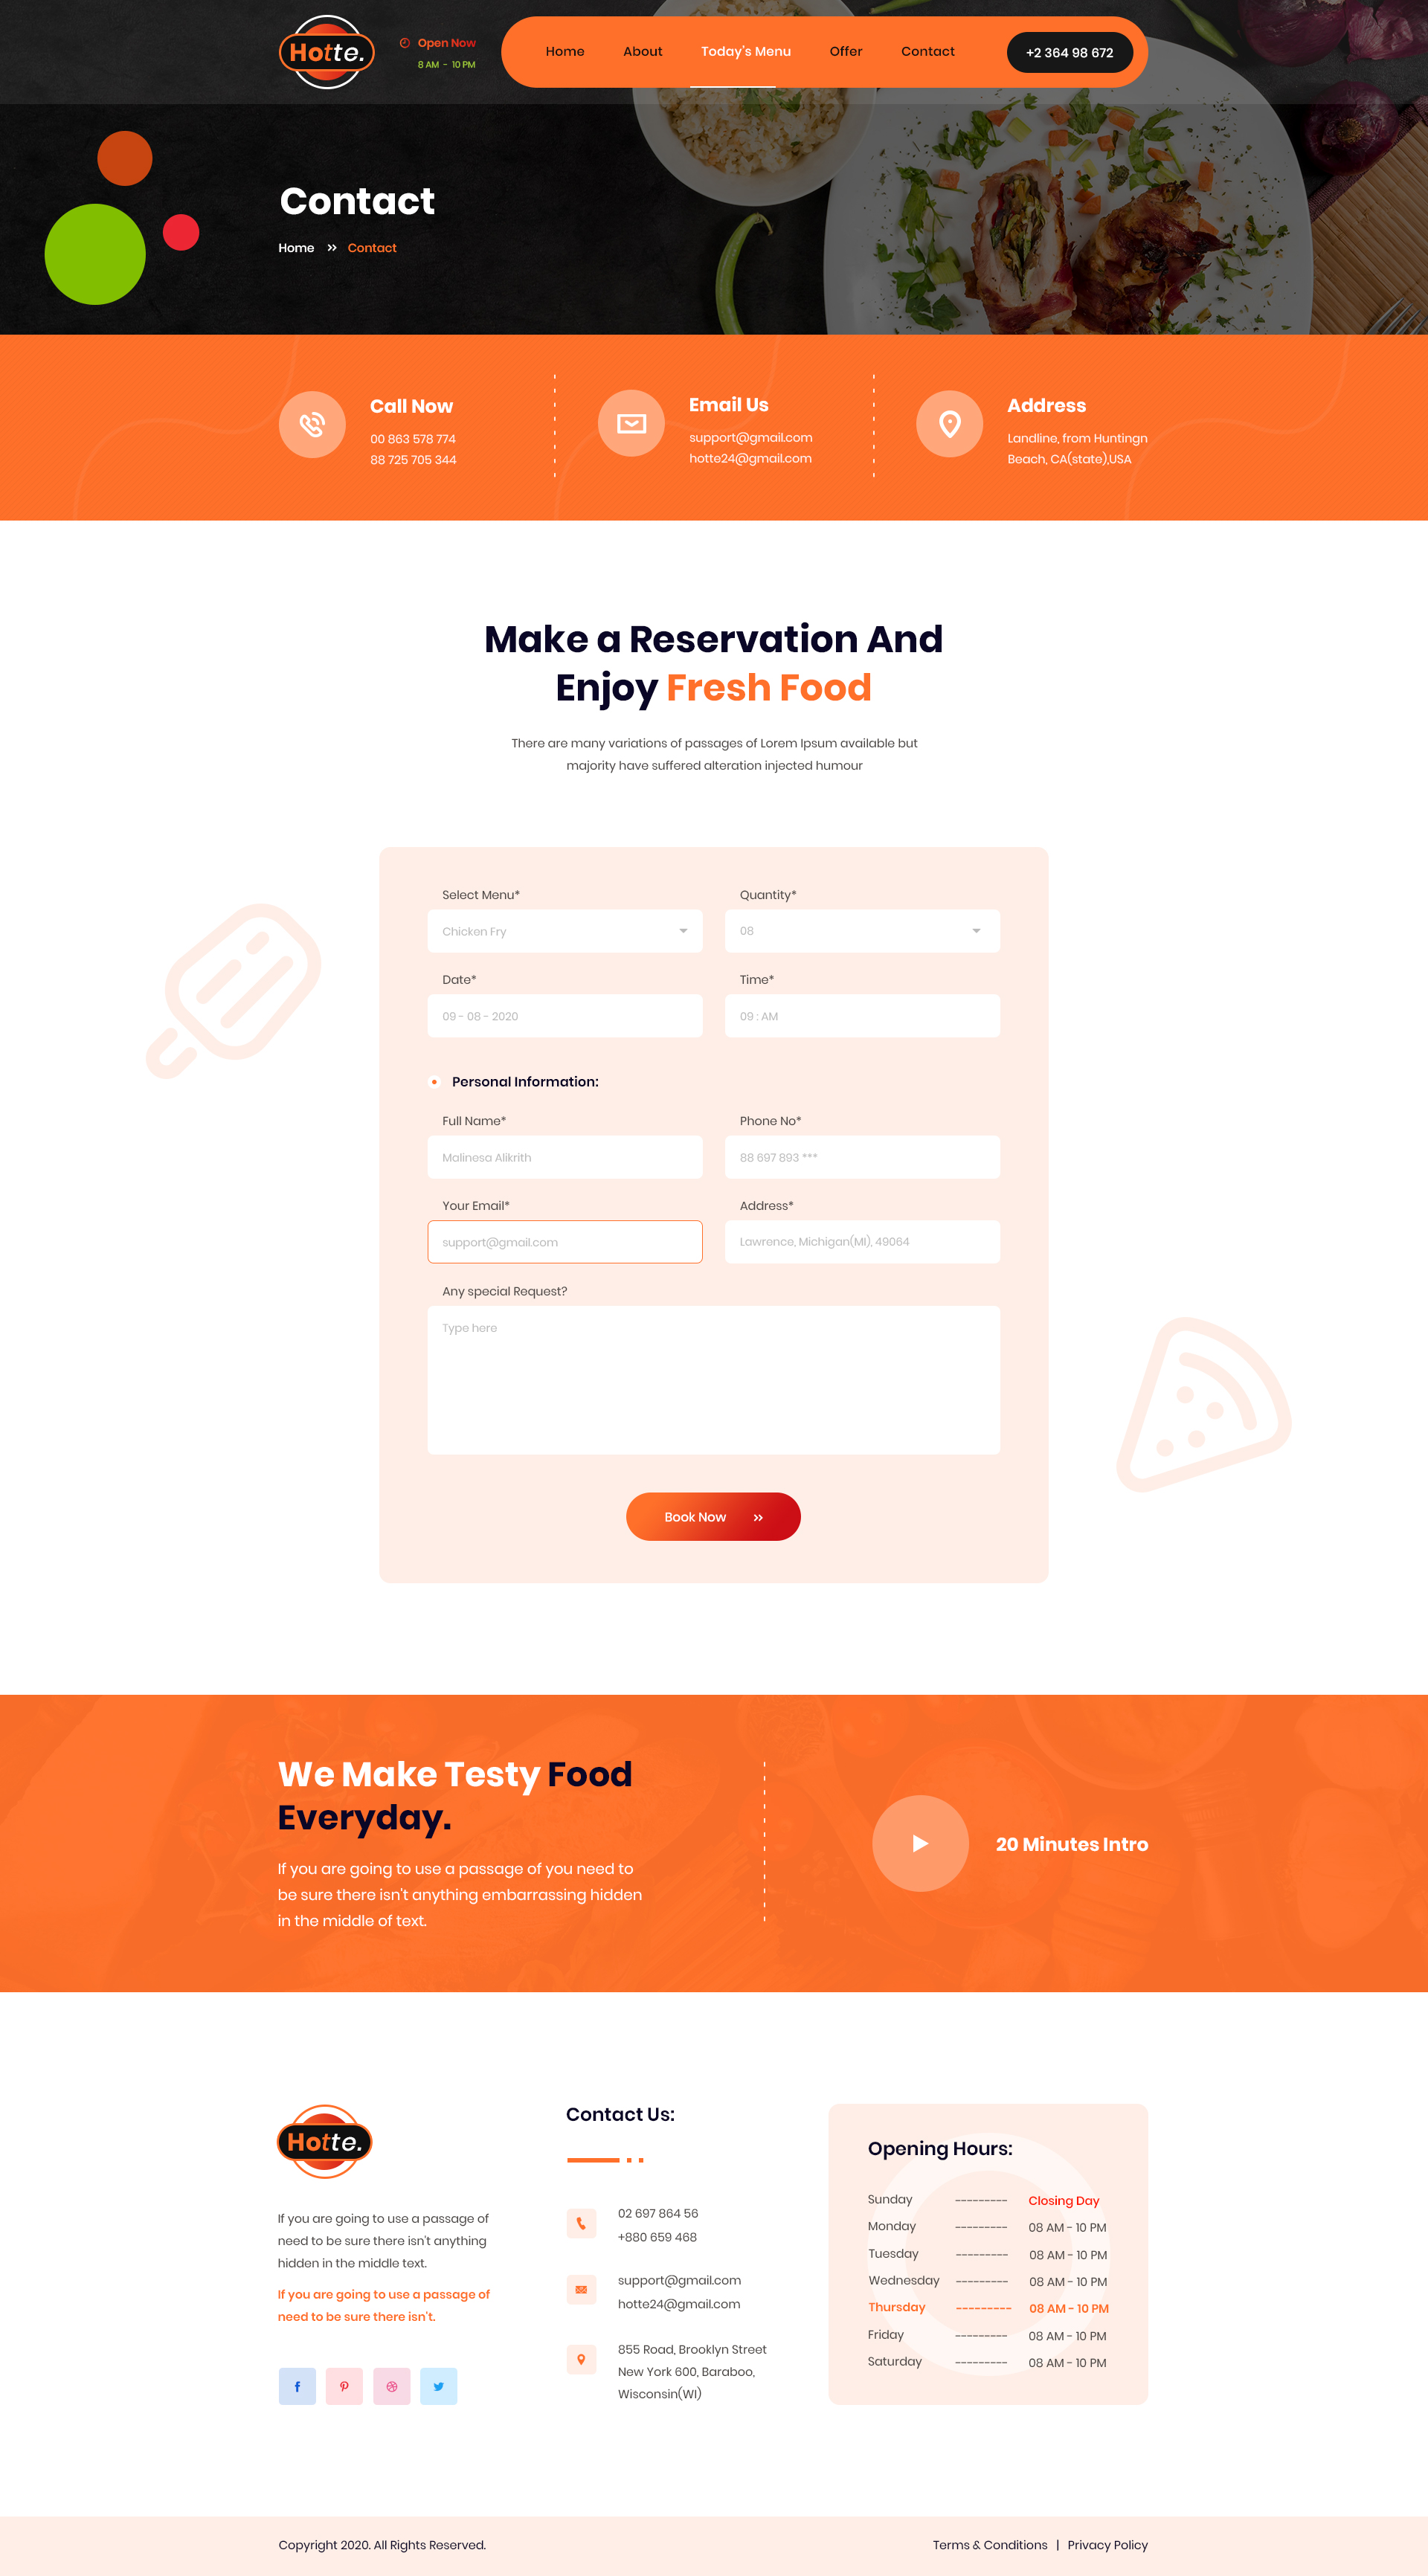 Hotte.
Open Now
8 AM - 10 PM
Home About Today's Menu Offer Contact
+2 364 98 672
Contact
Home » Contact
Call Now
00 863 578 774
88 725 705 344
Email Us
support@gmail.com
hotte24@gmail.com
Address
Landline, from Huntingn
Beach, CA(state),USA
Make a Reservation And
Enjoy Fresh Food
There are many variations of passages of Lorem Ipsum available but
majority have suffered alteration injected humour
Select Menu*
Chicken Fry
Quantity*
08
Date*
09 - 08 - 2020
Time*
09 : AM
Personal Information:
Full Name*
Malinesa Alikrith
Phone No*
88 697 893 ***
Your Email*
support@gmail.com
Address*
Lawrence, Michigan(MI), 49064
Any special Request?
Type here
Book Now »
We Make Testy Food
Everyday.
If you are going to use a passage of you need to
be sure there isn't anything embarrassing hidden
in the middle of text.
20 Minutes Intro
Hotte.
If you are going to use a passage of
need to be sure there isn't anything
hidden in the middle text.
If you are going to use a passage of
need to be sure there isn't.
Contact Us:
02 697 864 56
+880 659 468
support@gmail.com
hotte24@gmail.com
855 Road, Brooklyn Street
New York 600, Baraboo,
Wisconsin(WI)
Opening Hours:
Sunday --------- Closing Day
Monday --------- 08 AM - 10 PM
Tuesday --------- 08 AM - 10 PM
Wednesday --------- 08 AM - 10 PM
Thursday --------- 08 AM - 10 PM
Friday --------- 08 AM - 10 PM
Saturday --------- 08 AM - 10 PM
Copyright 2020. All Rights Reserved.
Terms & Conditions | Privacy Policy